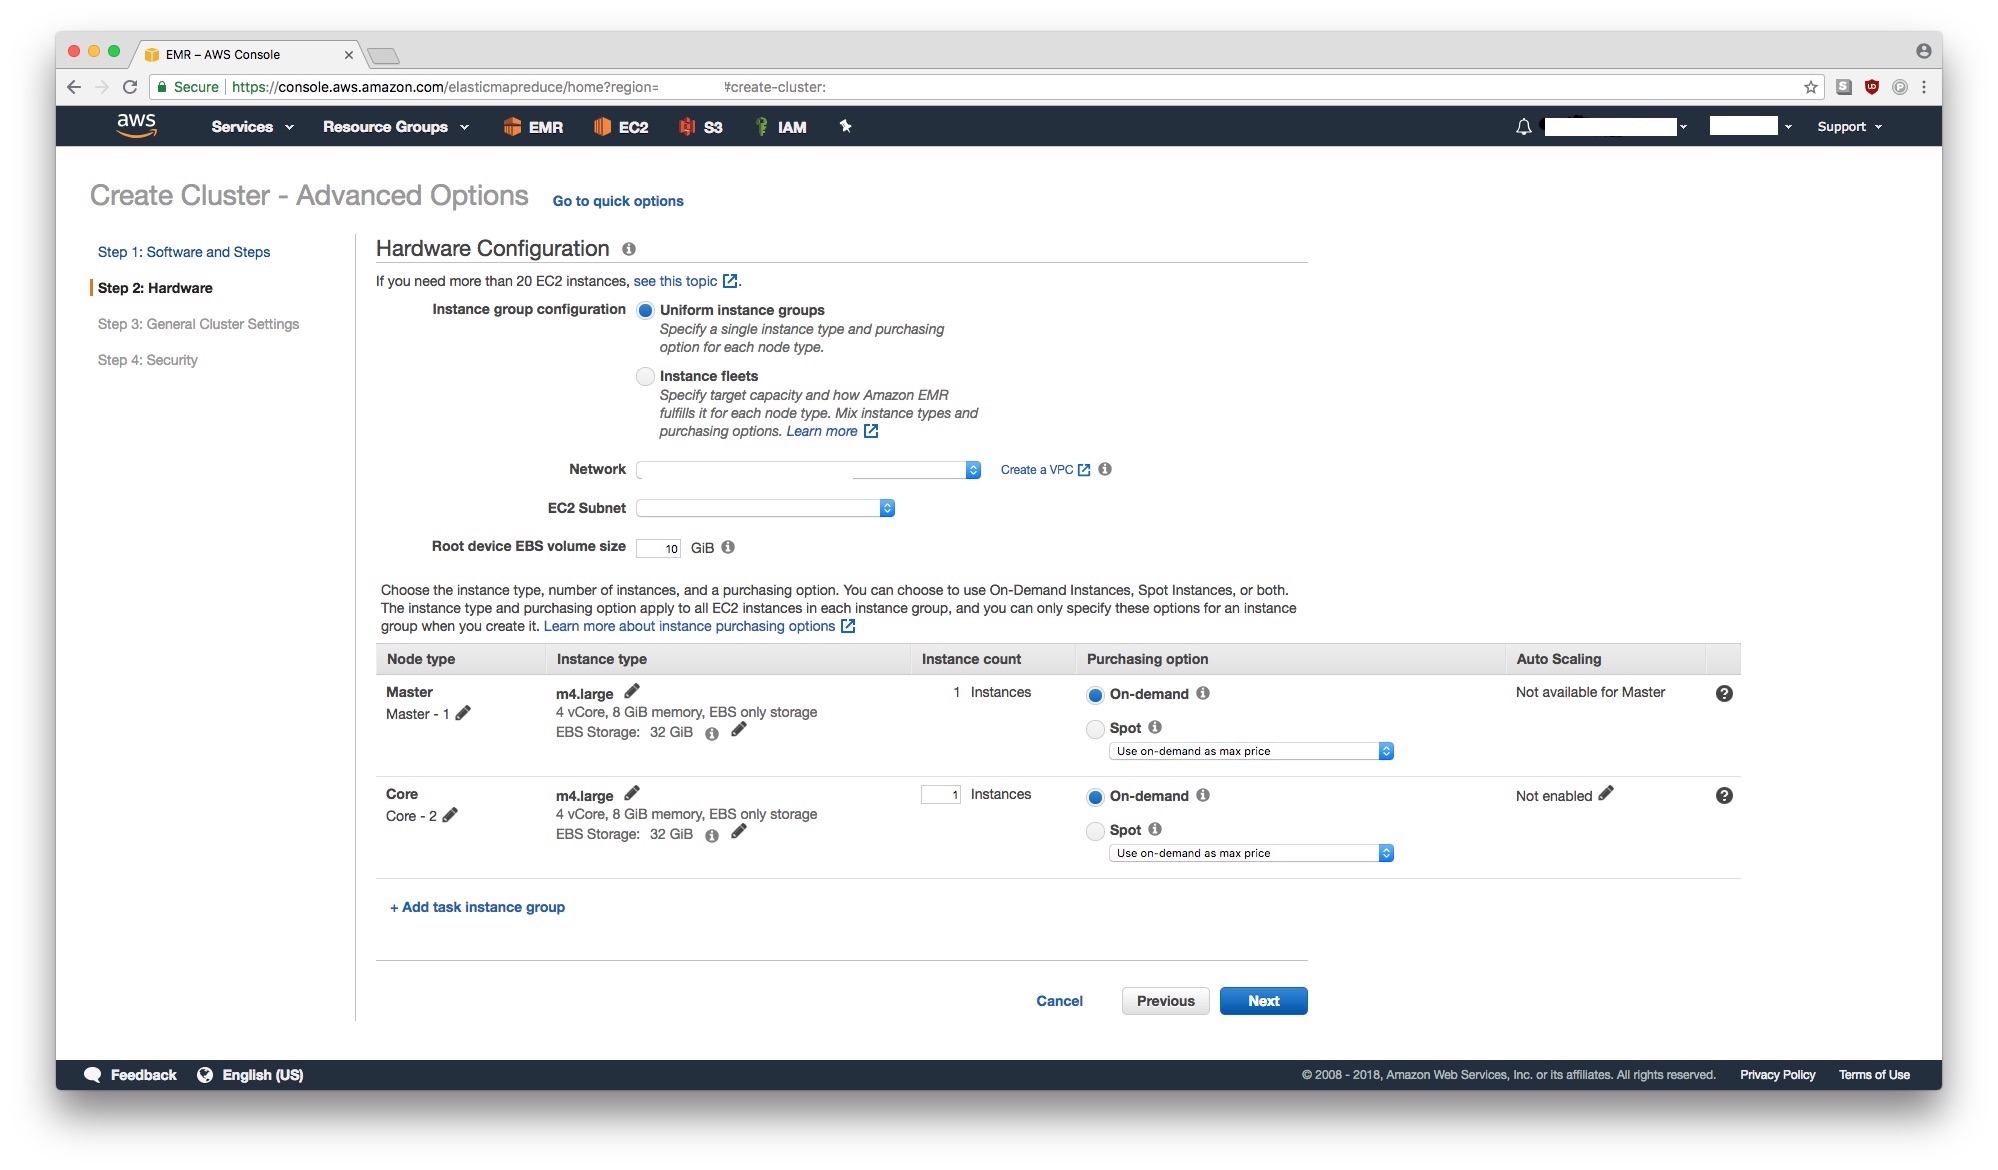 EMR – AWS Console
Secure https://console.aws.amazon.com/elasticmapreduce/home?region= #create-cluster:
aws Services Resource Groups EMR EC2 S3 IAM Support
Create Cluster - Advanced Options Go to quick options
Step 1: Software and Steps
Step 2: Hardware
Step 3: General Cluster Settings
Step 4: Security
Hardware Configuration
If you need more than 20 EC2 instances, see this topic .
Instance group configuration Uniform instance groups
Specify a single instance type and purchasing
option for each node type.
Instance fleets
Specify target capacity and how Amazon EMR
fulfills it for each node type. Mix instance types and
purchasing options. Learn more
Network Create a VPC
EC2 Subnet
Root device EBS volume size 10 GiB
Choose the instance type, number of instances, and a purchasing option. You can choose to use On-Demand Instances, Spot Instances, or both.
The instance type and purchasing option apply to all EC2 instances in each instance group, and you can only specify these options for an instance
group when you create it. Learn more about instance purchasing options
Node type Instance type Instance count Purchasing option Auto Scaling
Master m4.large 1 Instances On-demand Not available for Master
Master - 1 4 vCore, 8 GiB memory, EBS only storage
EBS Storage: 32 GiB Spot
Use on-demand as max price
Core m4.large 1 Instances On-demand Not enabled
Core - 2 4 vCore, 8 GiB memory, EBS only storage
EBS Storage: 32 GiB Spot
Use on-demand as max price
+ Add task instance group
Cancel Previous Next
Feedback English (US) © 2008 - 2018, Amazon Web Services, Inc. or its affiliates. All rights reserved. Privacy Policy Terms of Use